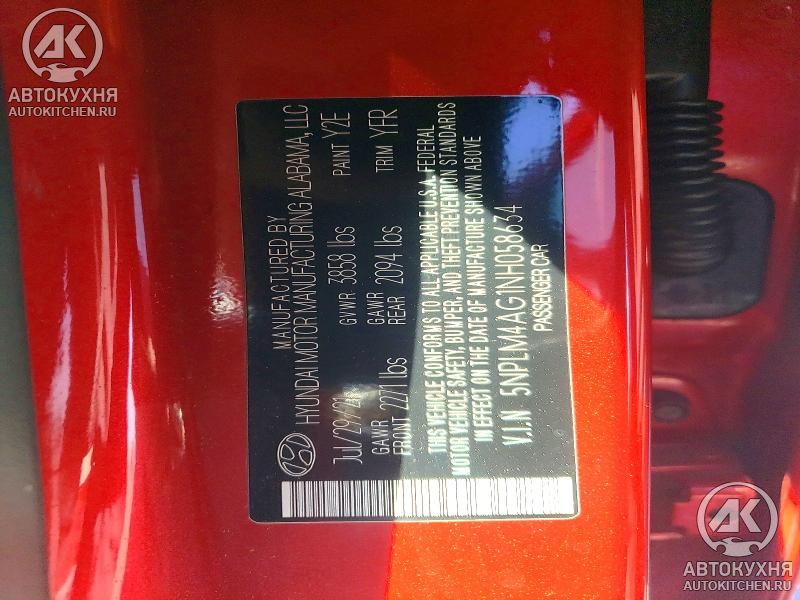 AK
АВТОКУХНЯ
AUTOKITCHEN.RU
MANUFACTURED BY
HYUNDAI MOTOR MANUFACTURING ALABAMA, LLC
Jul/29/21 GVWR 3858 lbs PAINT Y2E
GAWR FRONT 2271 lbs GAWR REAR 2094 lbs TRIM YFR
THIS VEHICLE CONFORMS TO ALL APPLICABLE U.S.A. FEDERAL
MOTOR VEHICLE SAFETY, BUMPER, AND THEFT PREVENTION STANDARDS
IN EFFECT ON THE DATE OF MANUFACTURE SHOWN ABOVE
V.I.N 5NPLM4AG1NH058634
PASSENGER CAR
AK
АВТОКУХНЯ
AUTOKITCHEN.RU